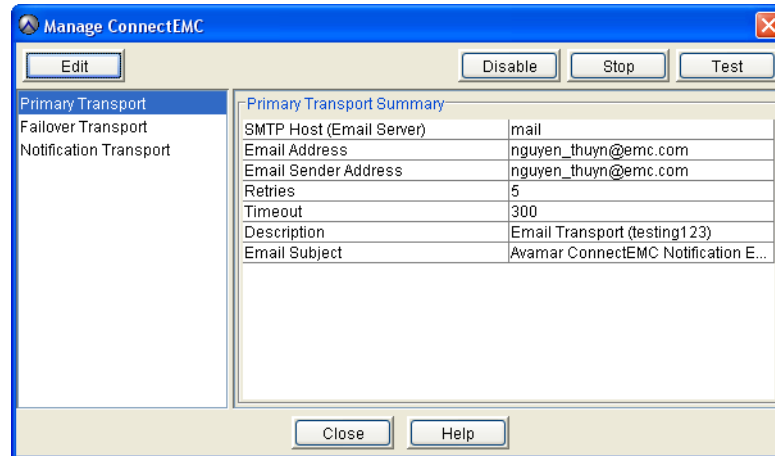 Manage ConnectEMC
Edit Disable Stop Test
Primary Transport
Failover Transport
Notification Transport
Primary Transport Summary
SMTP Host (Email Server) mail
Email Address nguyen_thuyn@emc.com
Email Sender Address nguyen_thuyn@emc.com
Retries 5
Timeout 300
Description Email Transport (testing123)
Email Subject Avamar ConnectEMC Notification E...
Close Help